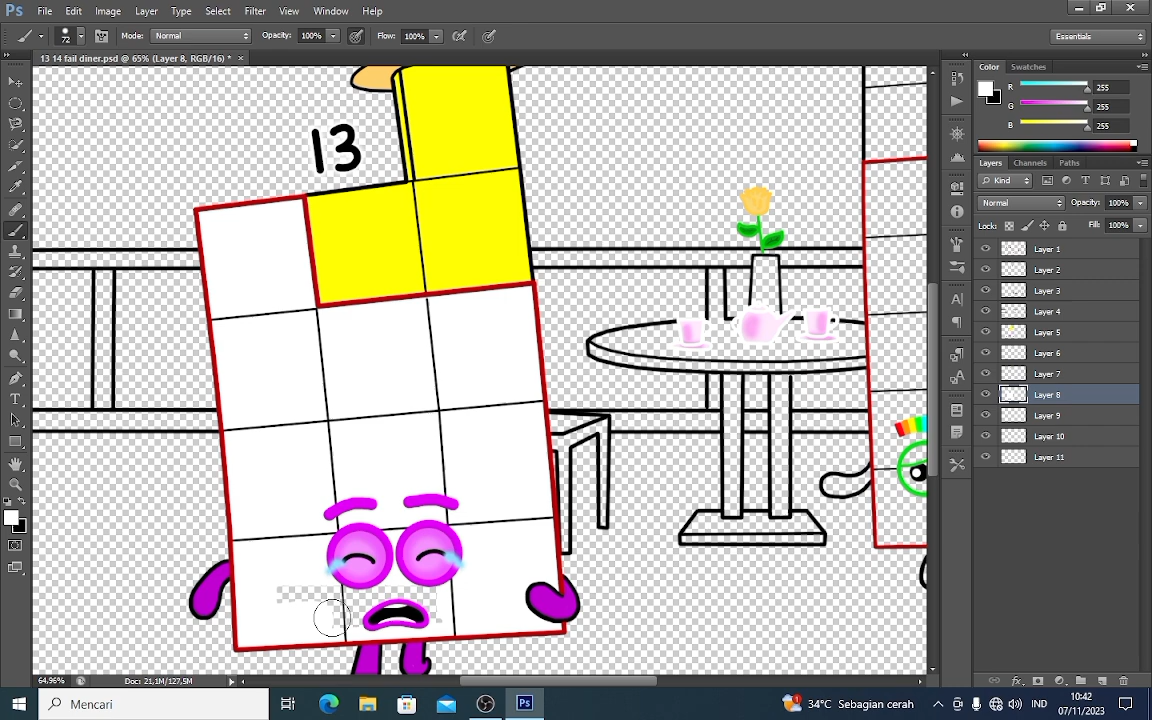 Ps File Edit Image Layer Type Select Filter View Window Help
72 Mode: Normal Opacity: 100% Flow: 100% Essentials
13 14 fail diner.psd @ 65% (Layer 8, RGB/16) *
Color Swatches
R 255
G 255
B 255
13
Layers Channels Paths
Kind
Normal Opacity: 100%
Lock: Fill: 100%
Layer 1
Layer 2
Layer 3
Layer 4
Layer 5
Layer 6
Layer 7
Layer 8
Layer 9
Layer 10
Layer 11
64,96% Doc: 21,1M/127,5M
Mencari Ps 34°C Sebagian cerah IND 10:42
07/11/2023